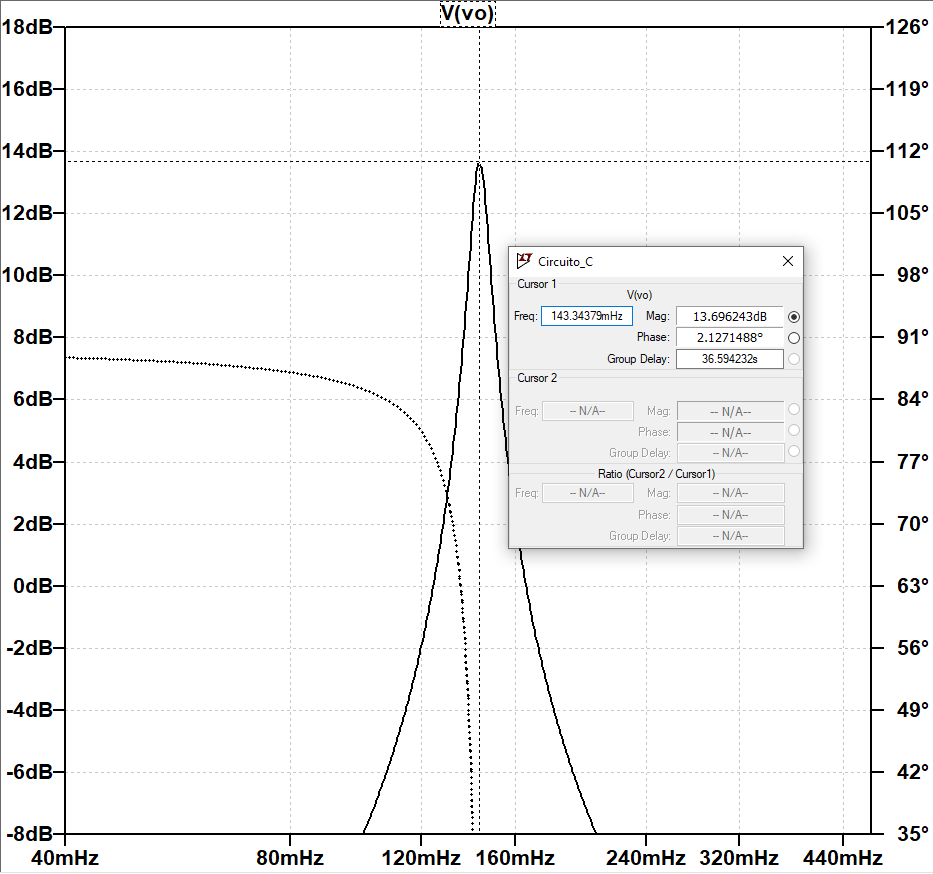 V(vo)
18dB
126°
16dB
119°
14dB
112°
12dB
105°
10dB
98°
8dB
91°
6dB
84°
4dB
77°
2dB
70°
0dB
63°
-2dB
56°
-4dB
49°
-6dB
42°
-8dB
35°
40mHz 80mHz 120mHz 160mHz 240mHz 320mHz 440mHz
Circuito_C
Cursor 1
V(vo)
Freq: 143.34379mHz Mag: 13.696243dB
Phase: 2.1271488°
Group Delay: 36.594232s
Cursor 2
Freq: -- N/A-- Mag: -- N/A--
Phase: -- N/A--
Group Delay: -- N/A--
Ratio (Cursor2 / Cursor1)
Freq: -- N/A-- Mag: -- N/A--
Phase: -- N/A--
Group Delay: -- N/A--